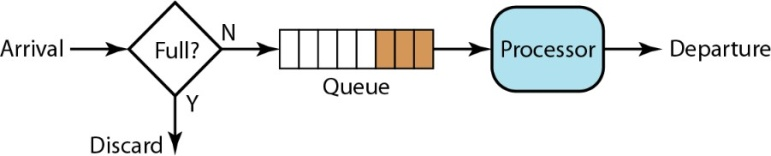 Arrival
Full?
N
Y
Discard
Queue
Processor
Departure